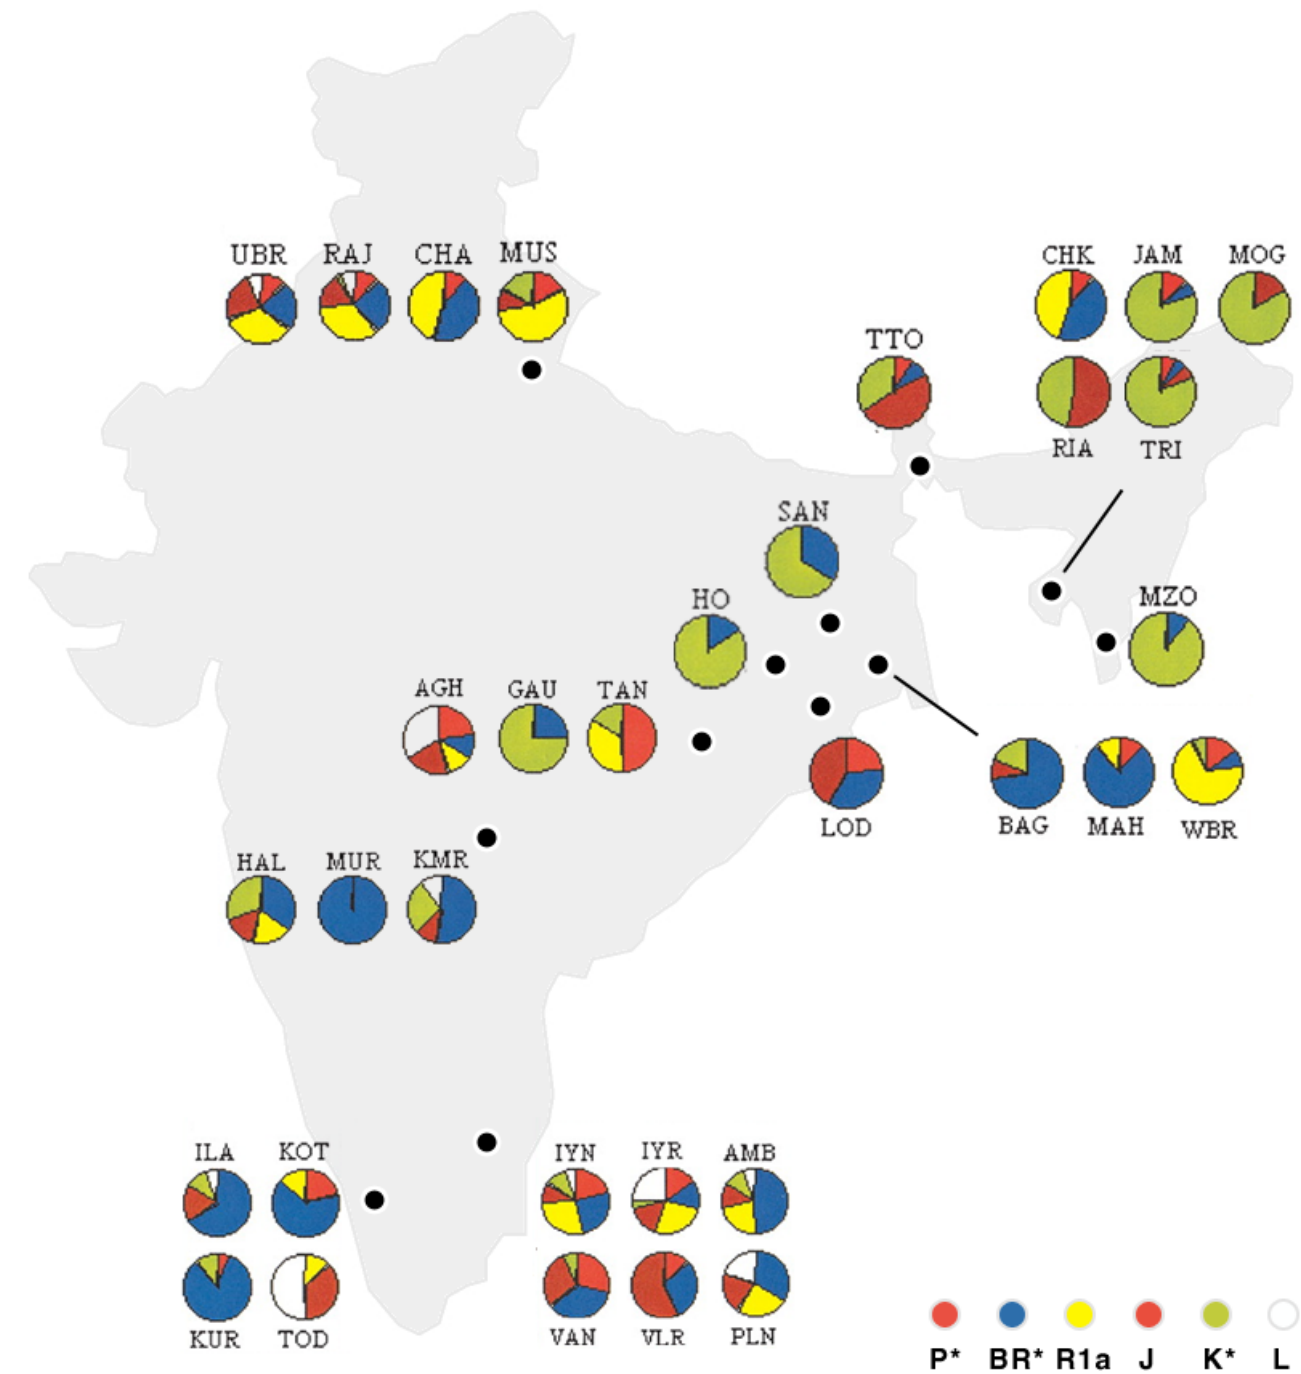 UBR RAJ CHA MUS
CHK JAM MOG
TTO
RIA TRI
SAN
HO
MZO
AGH GAU TAN
LOD
BAG MAH WBR
HAL MUR KMR
ILA KOT
IYN IYR AMB
KUR TOD
VAN VLR PLN
P* BR* R1a J K* L